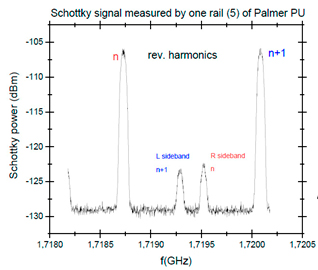 Schottky signal measured by one rail (5) of Palmer PU
-105
-110
-115
-120
-125
-130
Schottky power (dBm)
n
rev. harmonics
n+1
L sideband
n+1
R sideband
n
1,7180
1,7185
1,7190
1,7195
1,7200
1,7205
f(GHz)